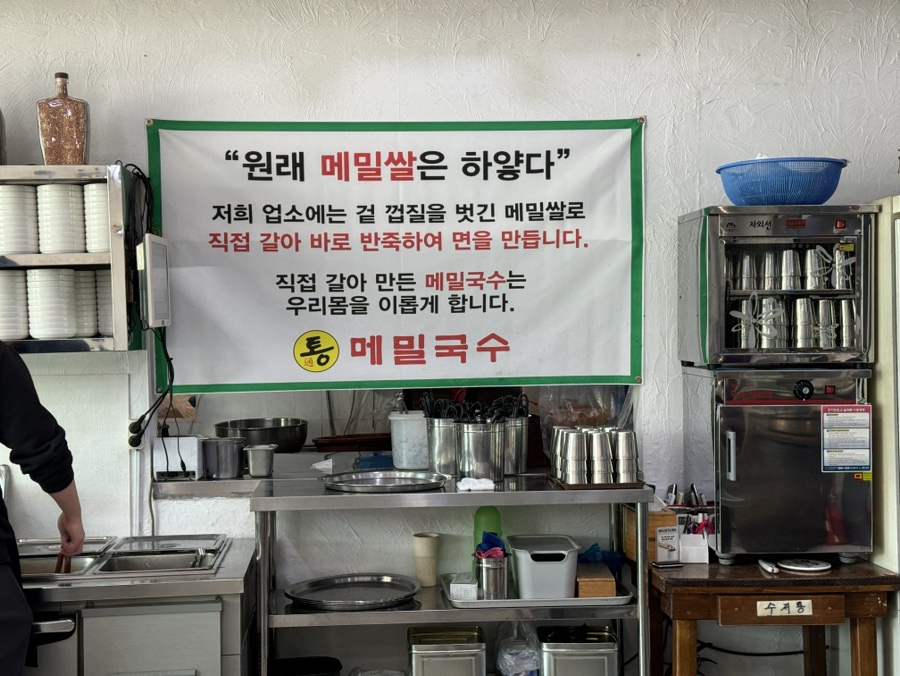 “원래 메밀쌀은 하얗다”
저희 업소에는 겉 껍질을 벗긴 메밀쌀로
직접 갈아 바로 반죽하여 면을 만듭니다.
직접 갈아 만든 메밀국수는
우리몸을 이롭게 합니다.
통 메밀국수
자외선
수저통